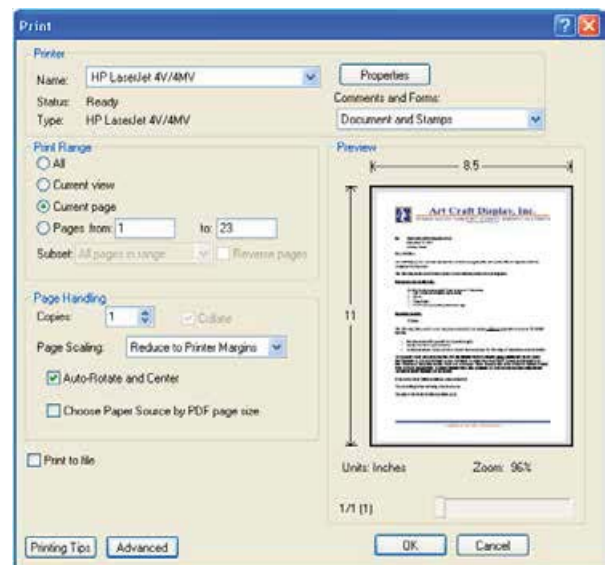 Print
Printer
Name: HP LaserJet 4V/4MV
Properties
Status: Ready
Comments and Forms:
Type: HP LaserJet 4V/4MV
Document and Stamps
Print Range
All
Current view
Current page
Pages from: 1 to: 23
Subset: All pages in range
Reverse pages
Page Handling
Copies: 1
Collate
Page Scaling: Reduce to Printer Margins
Auto-Rotate and Center
Choose Paper Source by PDF page size
Print to file
Preview
8.5
11
Art Craft Display, Inc.
Units: Inches Zoom: 96%
1/1 (1)
Printing Tips
Advanced
OK
Cancel